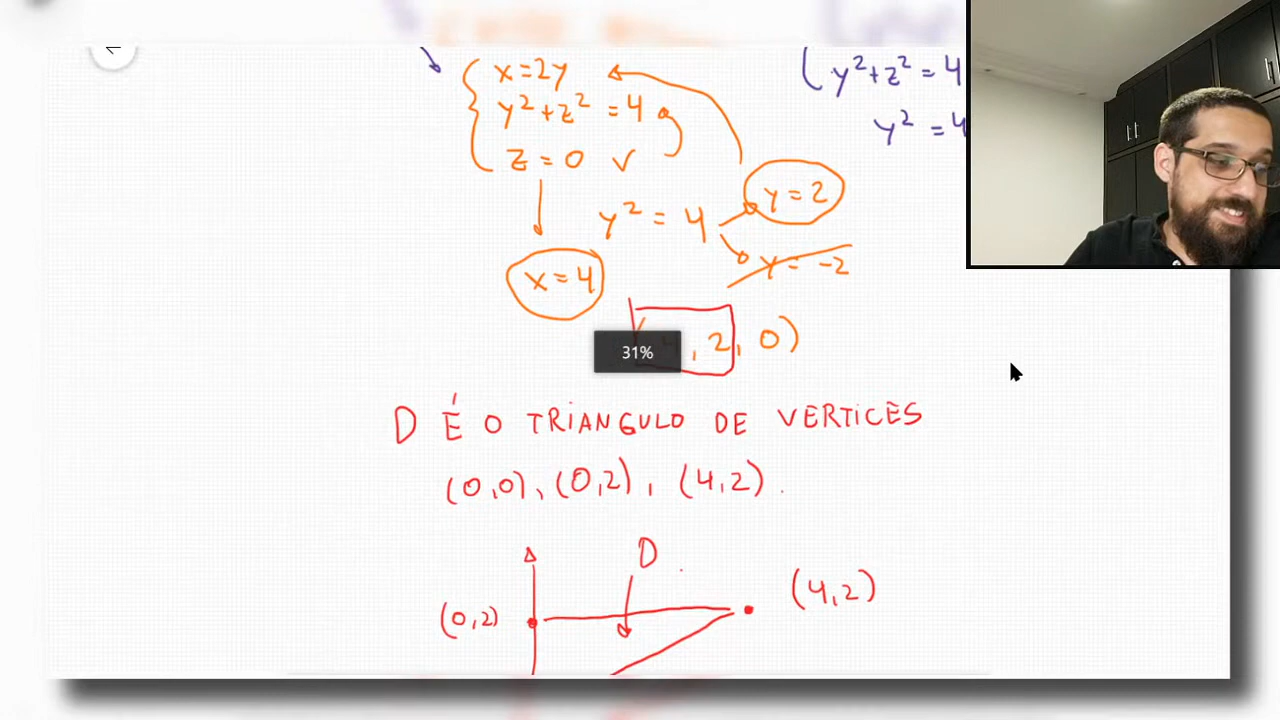 x=2y
y²+z² =4
z=0 ✓
y²+z² = 4
y² = 4
y² = 4
y=2
y=-2
x=4
, 2, 0)
31%
D É O TRIANGULO DE VERTICES
(0,0), (0,2), (4,2).
D
(0,2)
(4,2)